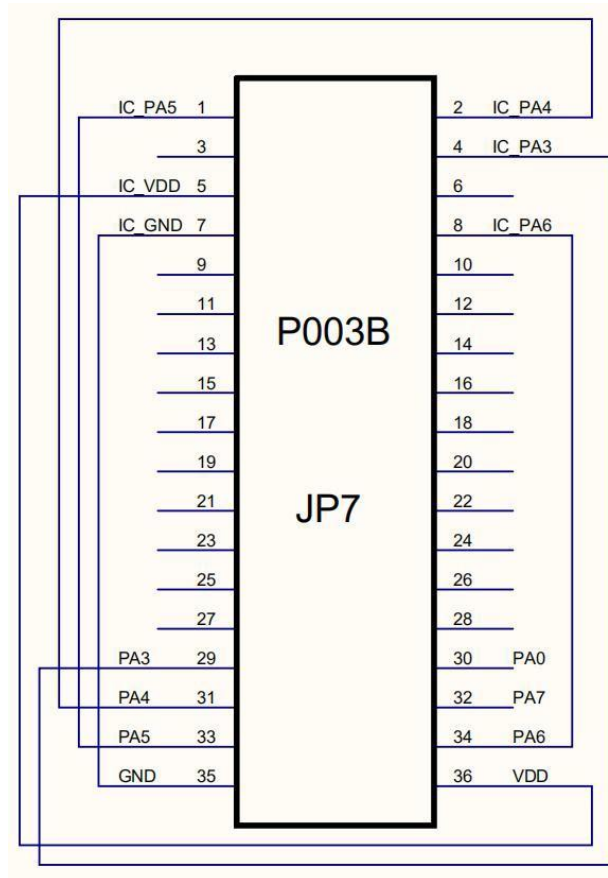 IC_PA5 1 2 IC_PA4
3 4 IC_PA3
IC_VDD 5 6
IC_GND 7 8 IC_PA6
9 10
11 12
P003B
13 14
15 16
17 18
19 20
JP7
21 22
23 24
25 26
27 28
PA3 29 30 PA0
PA4 31 32 PA7
PA5 33 34 PA6
GND 35 36 VDD